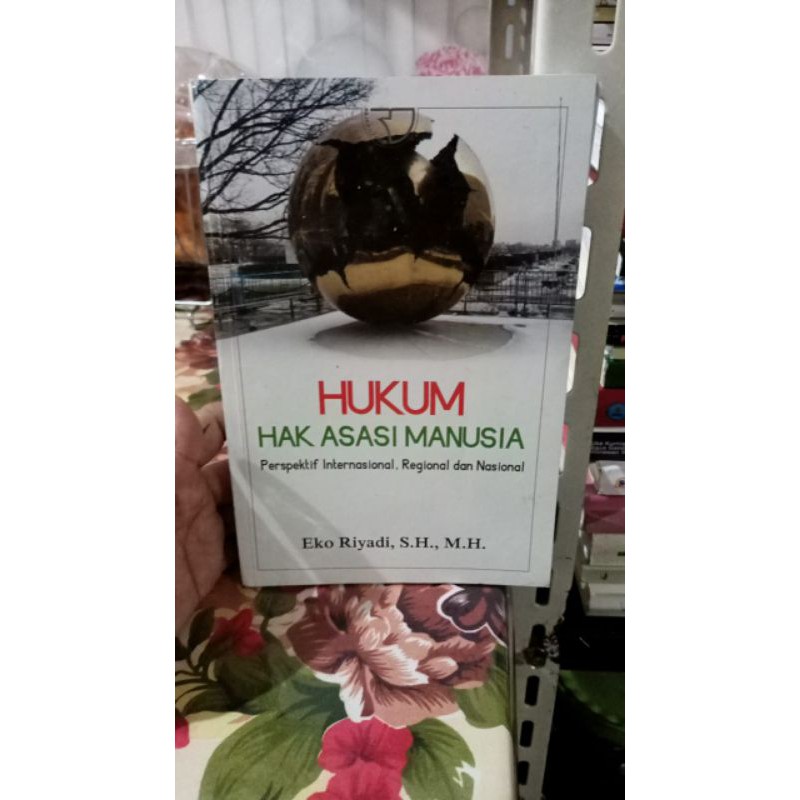 HUKUM
HAK ASASI MANUSIA
Perspektif Internasional, Regional dan Nasional
Eko Riyadi, S.H., M.H.